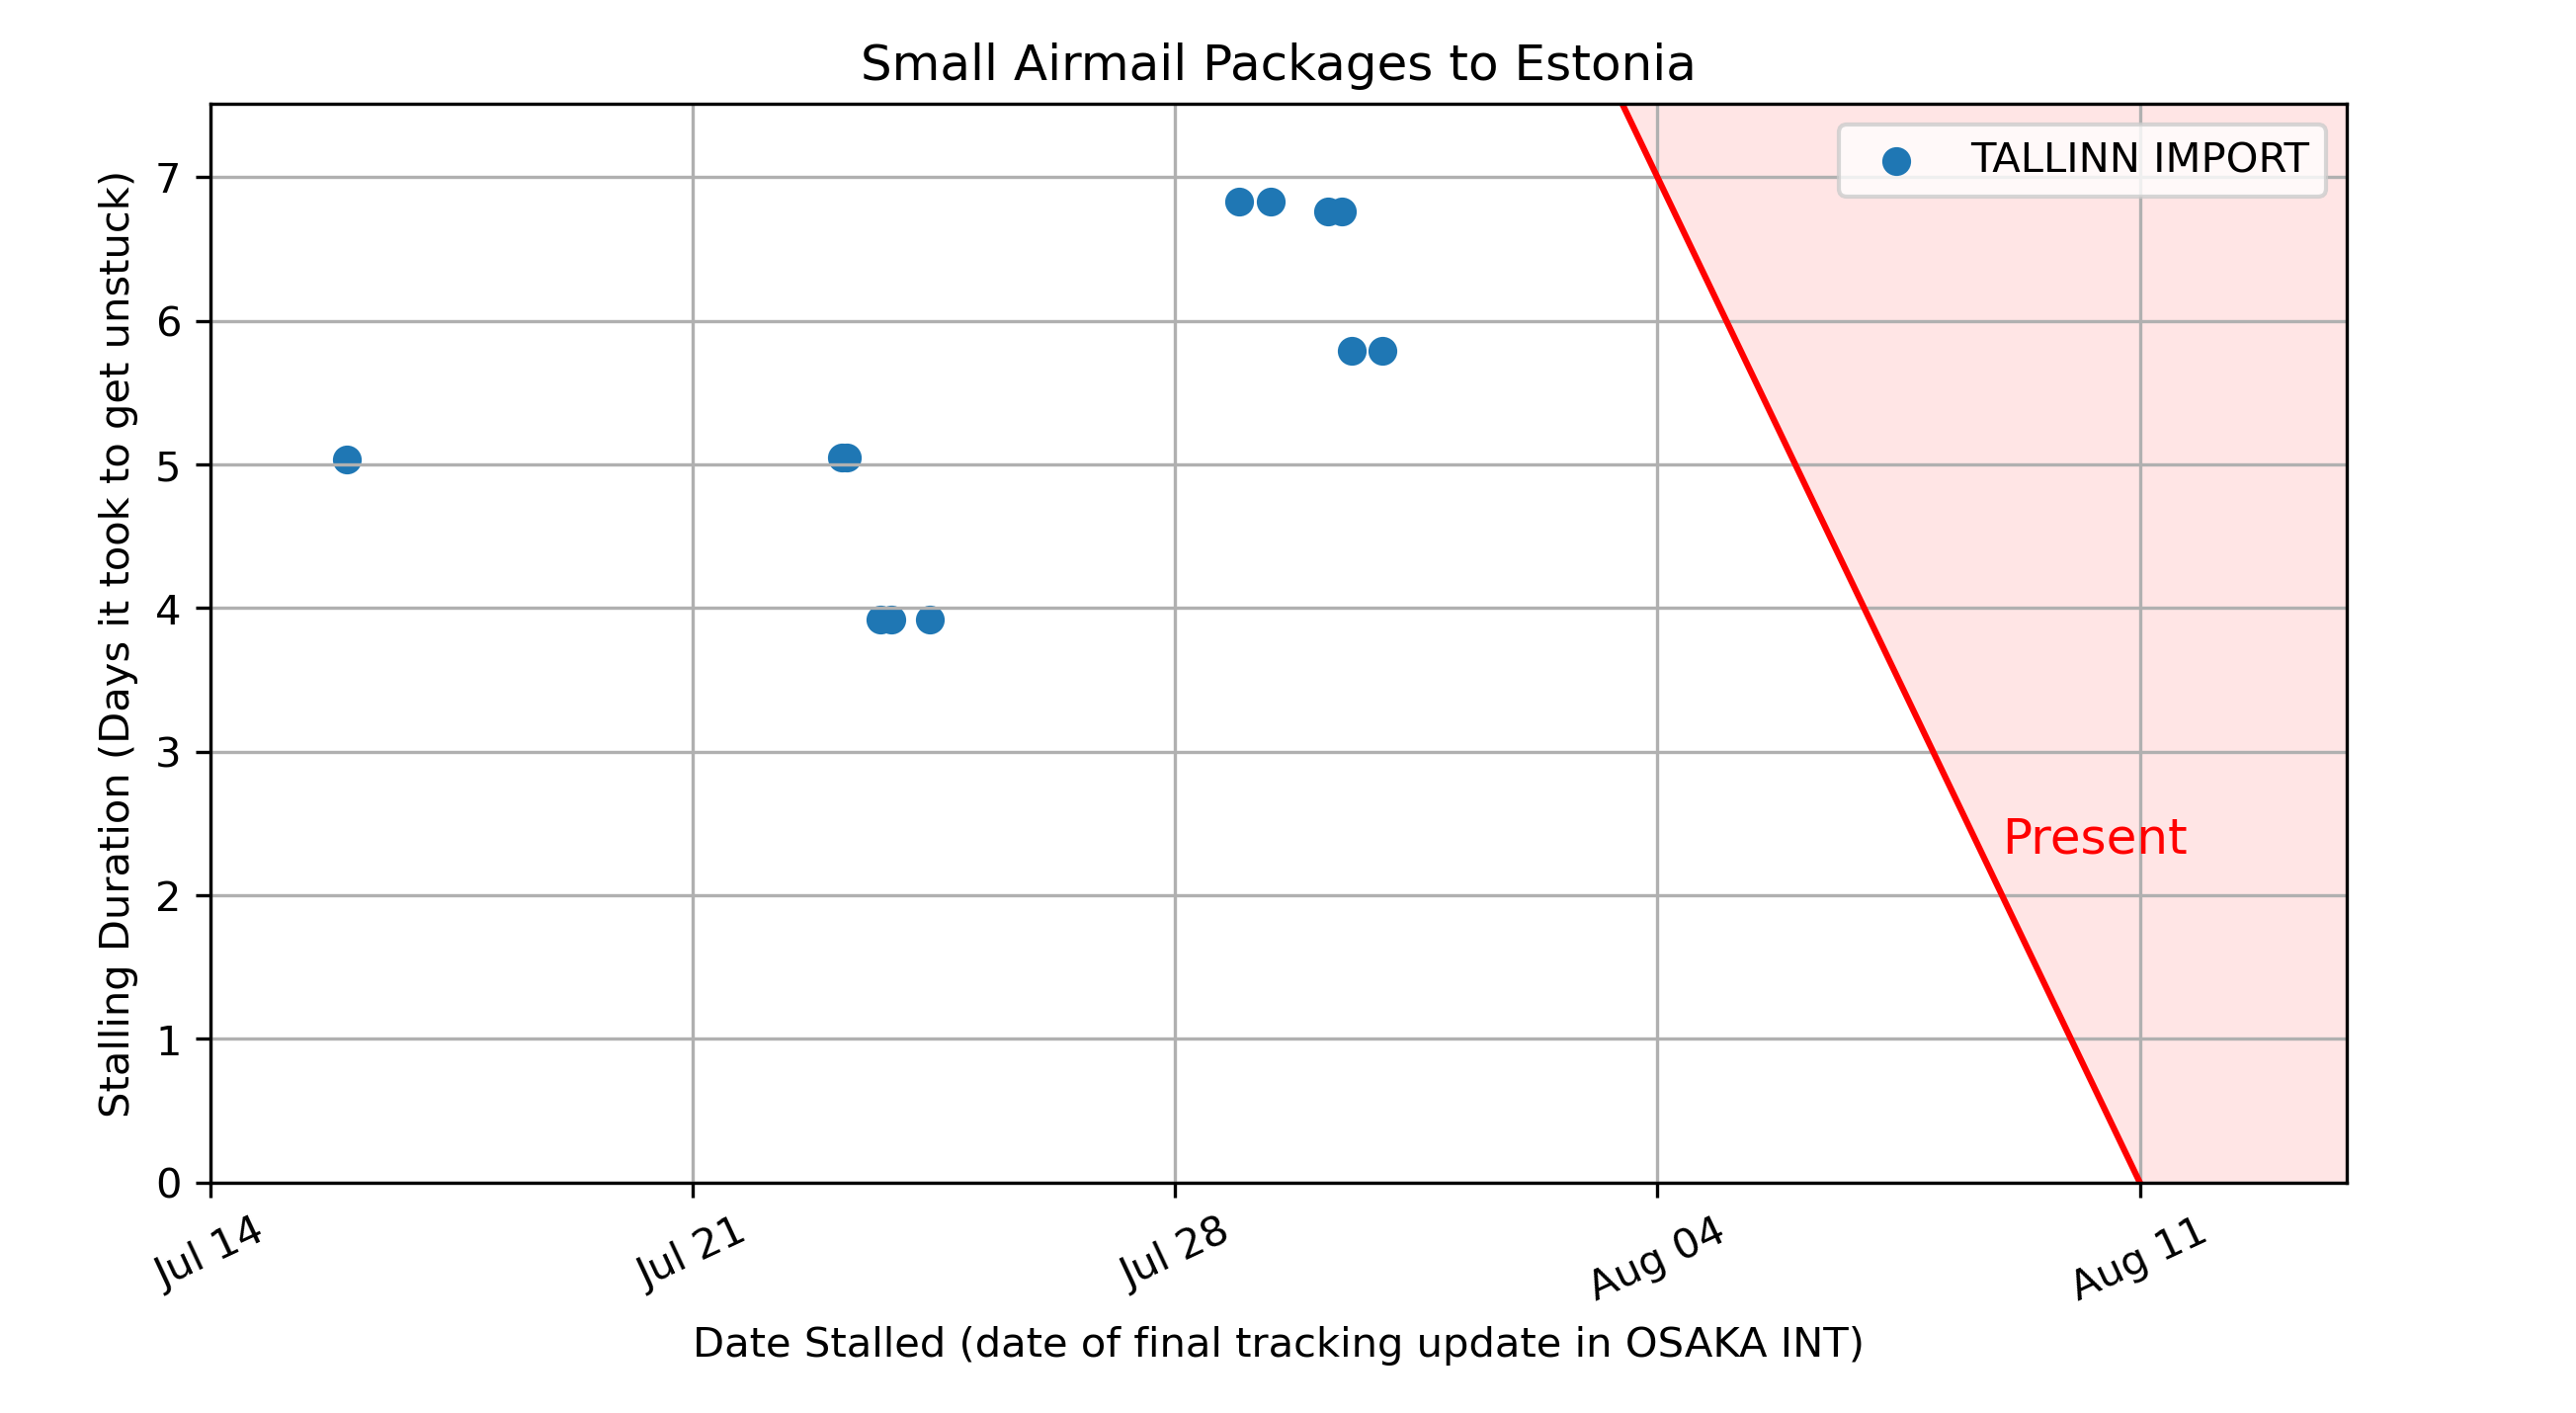 Small Airmail Packages to Estonia
TALLINN IMPORT
Stalling Duration (Days it took to get unstuck)
7
6
5
4
3
2
1
0
Present
Jul 14
Jul 21
Jul 28
Aug 04
Aug 11
Date Stalled (date of final tracking update in OSAKA INT)